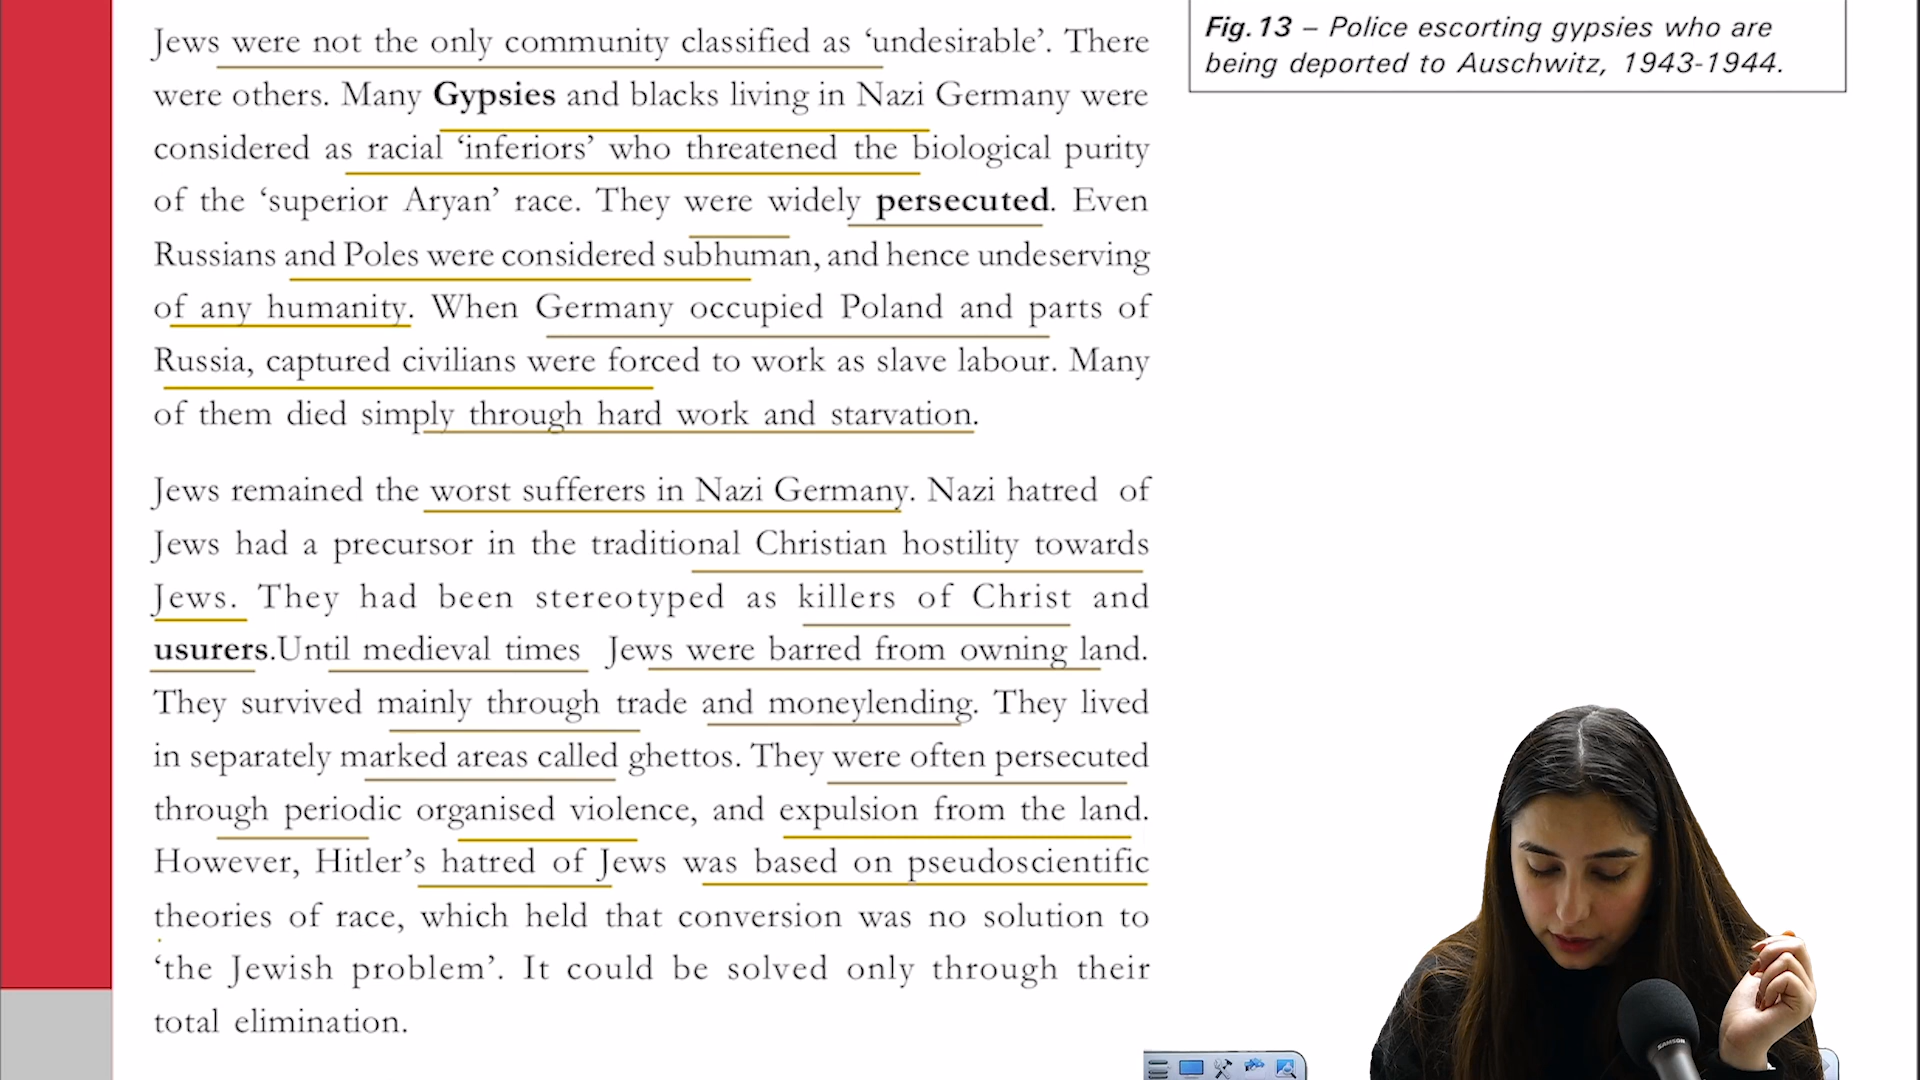 Jews were not the only community classified as ‘undesirable’. There
were others. Many Gypsies and blacks living in Nazi Germany were
considered as racial ‘inferiors’ who threatened the biological purity
of the ‘superior Aryan’ race. They were widely persecuted. Even
Russians and Poles were considered subhuman, and hence undeserving
of any humanity. When Germany occupied Poland and parts of
Russia, captured civilians were forced to work as slave labour. Many
of them died simply through hard work and starvation.
Jews remained the worst sufferers in Nazi Germany. Nazi hatred of
Jews had a precursor in the traditional Christian hostility towards
Jews. They had been stereotyped as killers of Christ and
usurers.Until medieval times Jews were barred from owning land.
They survived mainly through trade and moneylending. They lived
in separately marked areas called ghettos. They were often persecuted
through periodic organised violence, and expulsion from the land.
However, Hitler’s hatred of Jews was based on pseudoscientific
theories of race, which held that conversion was no solution to
‘the Jewish problem’. It could be solved only through their
total elimination.
Fig.13 – Police escorting gypsies who are
being deported to Auschwitz, 1943-1944.
SAMSON